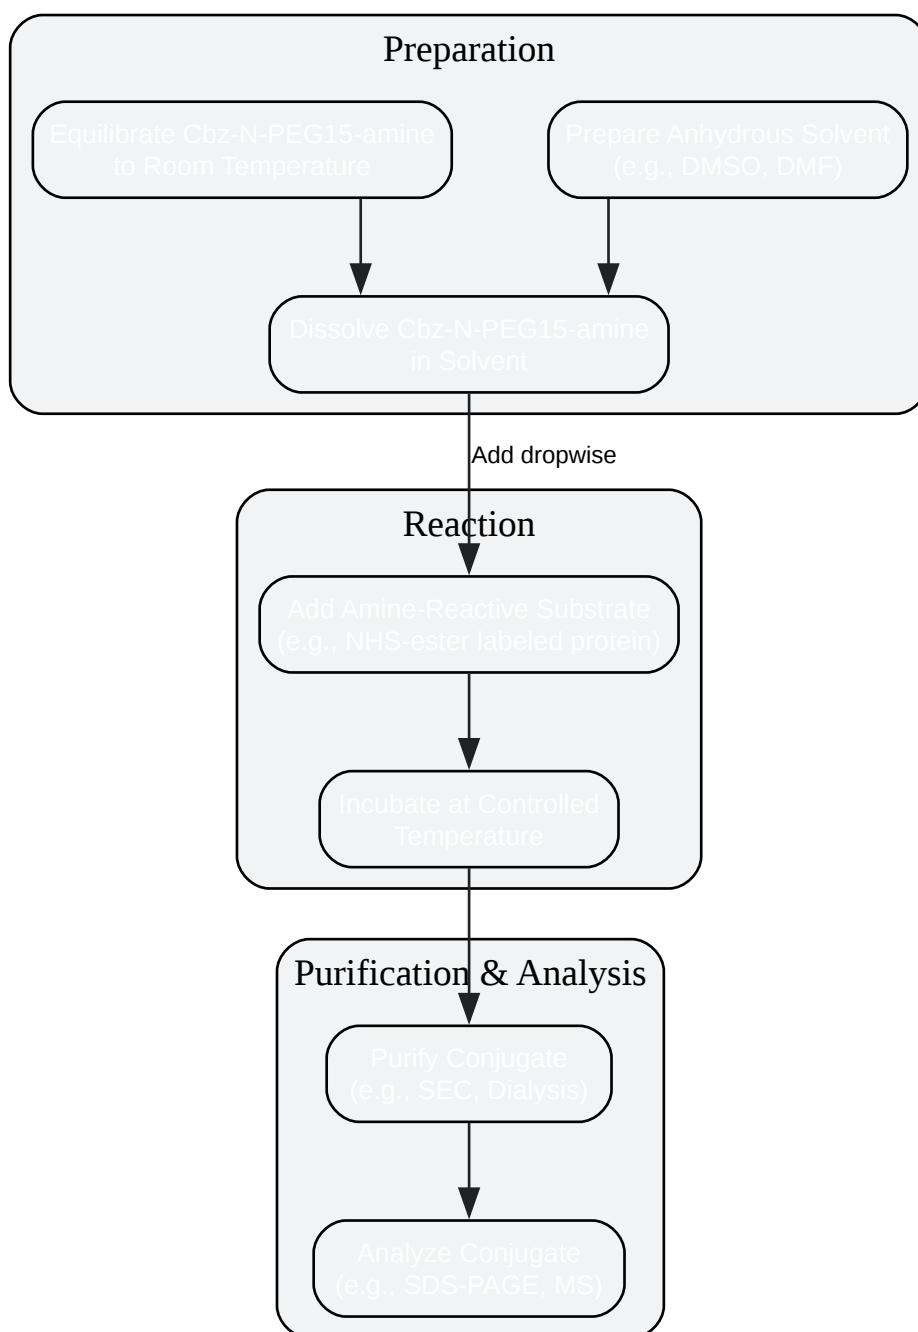 Preparation
Equilibrate Cbz-N-PEG15-amine
to Room Temperature
Prepare Anhydrous Solvent
(e.g., DMSO, DMF)
Dissolve Cbz-N-PEG15-amine
in Solvent
Add dropwise
Reaction
Add Amine-Reactive Substrate
(e.g., NHS-ester labeled protein)
Incubate at Controlled
Temperature
Purification & Analysis
Purify Conjugate
(e.g., SEC, Dialysis)
Analyze Conjugate
(e.g., SDS-PAGE, MS)